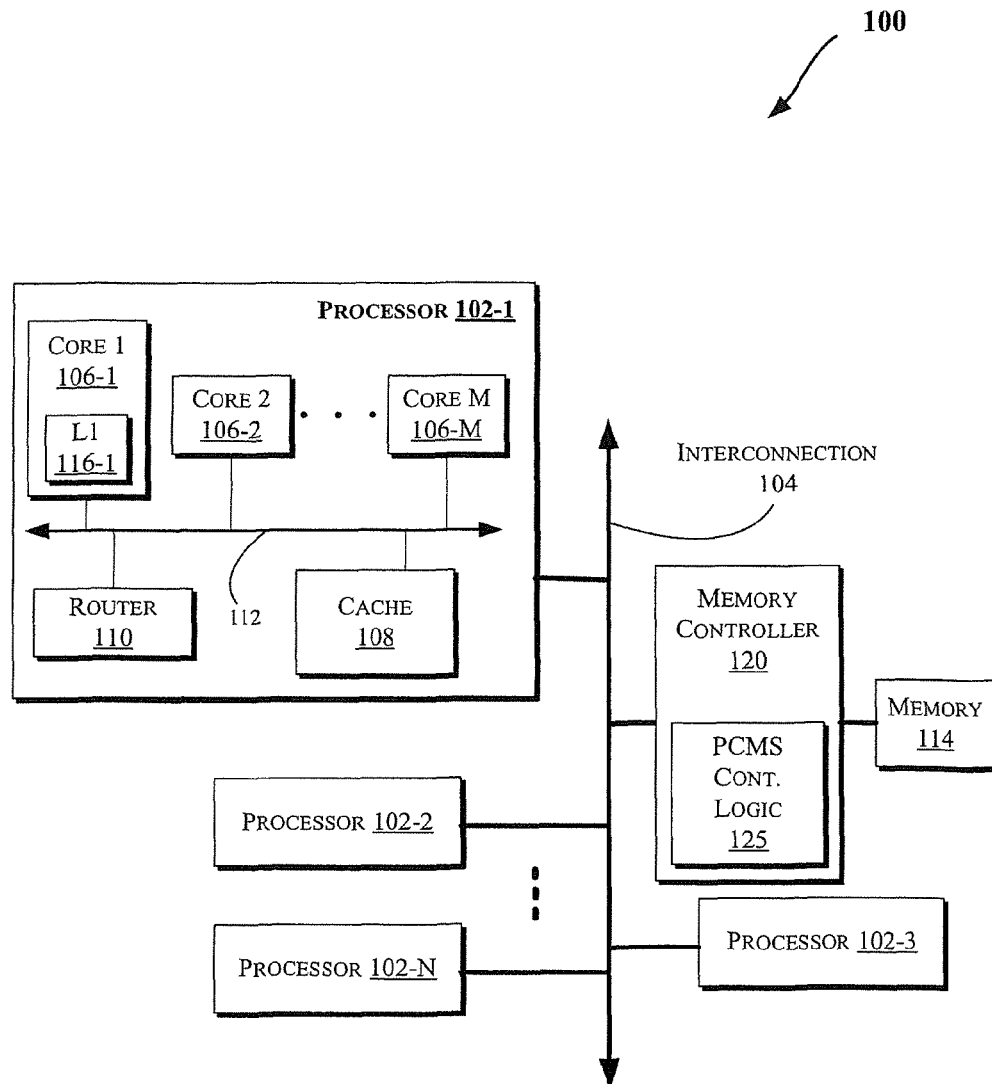 100
PROCESSOR 102-1
CORE 1
106-1
L1
116-1
CORE 2
106-2
CORE M
106-M
ROUTER
110
112
CACHE
108
INTERCONNECTION
104
MEMORY
CONTROLLER
120
PCMS
CONT.
LOGIC
125
MEMORY
114
PROCESSOR 102-2
PROCESSOR 102-N
PROCESSOR 102-3